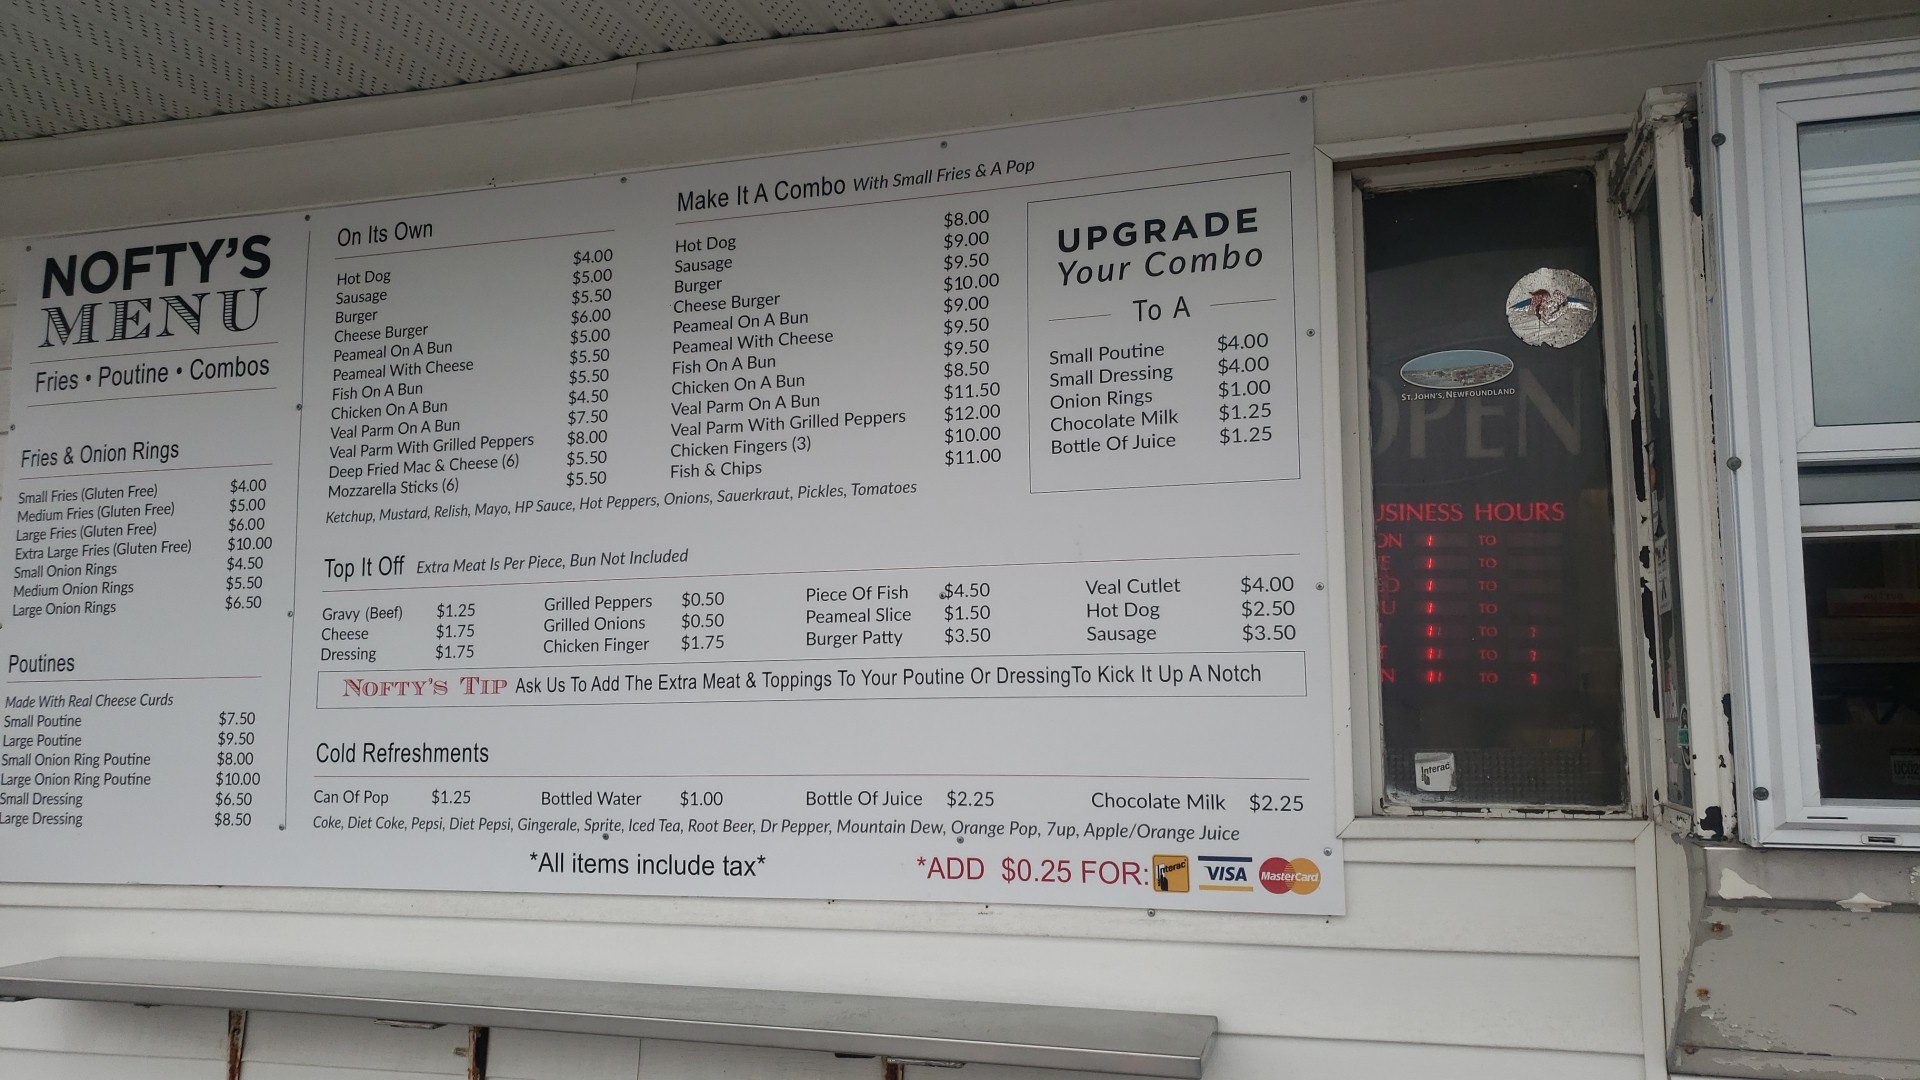 NOFTY'S
MENU
Fries • Poutine • Combos
Fries & Onion Rings
Small Fries (Gluten Free) $4.00
Medium Fries (Gluten Free) $5.00
Large Fries (Gluten Free) $6.00
Extra Large Fries (Gluten Free) $10.00
Small Onion Rings $4.50
Medium Onion Rings $5.50
Large Onion Rings $6.50
Poutines
Made With Real Cheese Curds
Small Poutine $7.50
Large Poutine $9.50
Small Onion Ring Poutine $8.00
Large Onion Ring Poutine $10.00
Small Dressing $6.50
Large Dressing $8.50
On Its Own
Hot Dog $4.00
Sausage $5.00
Burger $5.50
Cheese Burger $6.00
Peameal On A Bun $5.00
Peameal With Cheese $5.50
Fish On A Bun $5.50
Chicken On A Bun $4.50
Veal Parm On A Bun $7.50
Veal Parm With Grilled Peppers $8.00
Deep Fried Mac & Cheese (6) $5.50
Mozzarella Sticks (6) $5.50
Make It A Combo With Small Fries & A Pop
Hot Dog $8.00
Sausage $9.00
Burger $9.50
Cheese Burger $10.00
Peameal On A Bun $9.00
Peameal With Cheese $9.50
Fish On A Bun $9.50
Chicken On A Bun $8.50
Veal Parm On A Bun $11.50
Veal Parm With Grilled Peppers $12.00
Chicken Fingers (3) $10.00
Fish & Chips $11.00
Ketchup, Mustard, Relish, Mayo, HP Sauce, Hot Peppers, Onions, Sauerkraut, Pickles, Tomatoes
UPGRADE
Your Combo
To A
Small Poutine $4.00
Small Dressing $4.00
Onion Rings $1.00
Chocolate Milk $1.25
Bottle Of Juice $1.25
Top It Off Extra Meat Is Per Piece, Bun Not Included
Gravy (Beef) $1.25 Grilled Peppers $0.50 Piece Of Fish $4.50 Veal Cutlet $4.00
Cheese $1.75 Grilled Onions $0.50 Peameal Slice $1.50 Hot Dog $2.50
Dressing $1.75 Chicken Finger $1.75 Burger Patty $3.50 Sausage $3.50
NOFTY'S TIP Ask Us To Add The Extra Meat & Toppings To Your Poutine Or DressingTo Kick It Up A Notch
Cold Refreshments
Can Of Pop $1.25 Bottled Water $1.00 Bottle Of Juice $2.25 Chocolate Milk $2.25
Coke, Diet Coke, Pepsi, Diet Pepsi, Gingerale, Sprite, Iced Tea, Root Beer, Dr Pepper, Mountain Dew, Orange Pop, 7up, Apple/Orange Juice
*All items include tax* *ADD $0.25 FOR: Interac VISA MasterCard
ST. JOHN'S, NEWFOUNDLAND
OPEN
USINESS HOURS
ON TO
E TO
ED TO
U TO
TO
TO
N TO
Interac